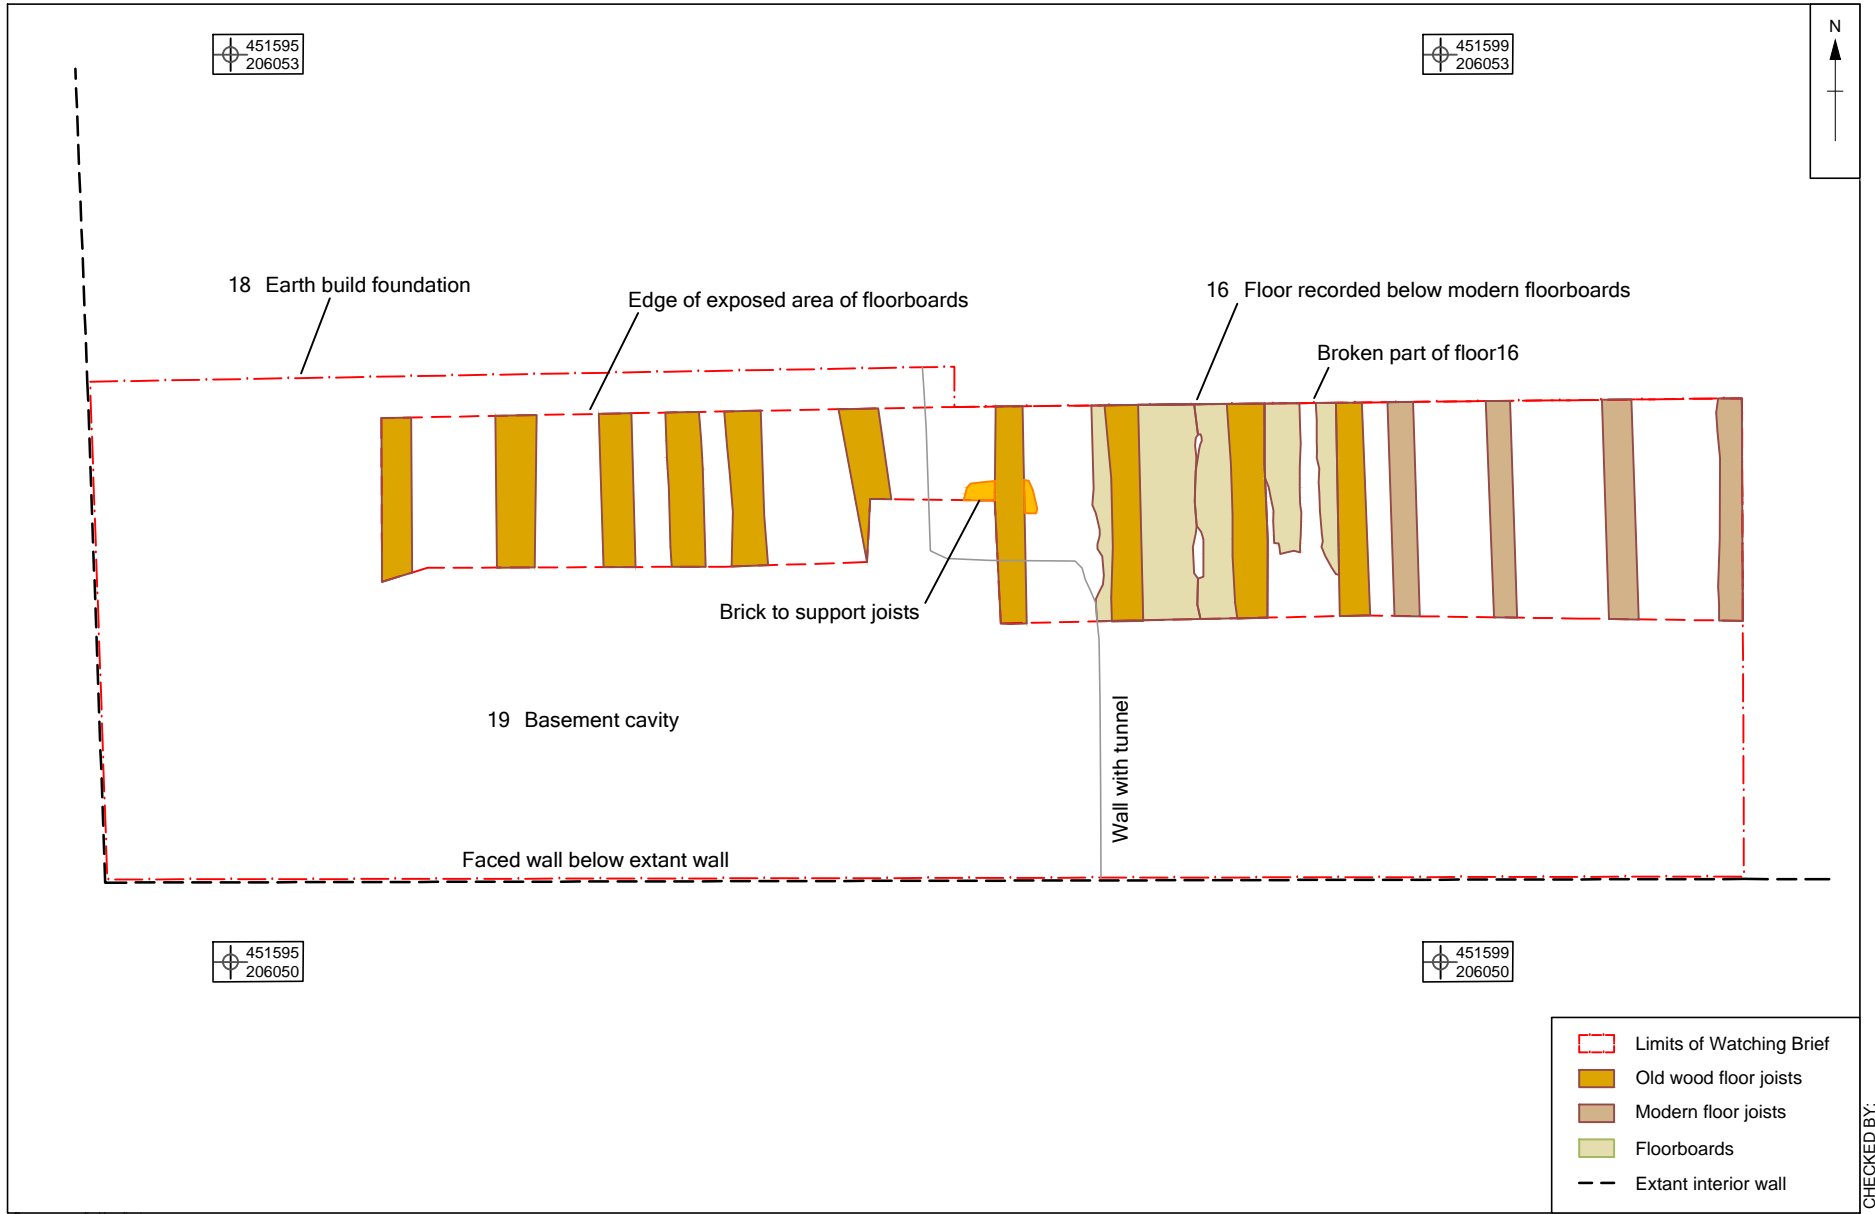 451595
206053
451599
206053
N
18 Earth build foundation
Edge of exposed area of floorboards
16 Floor recorded below modern floorboards
Broken part of floor16
Brick to support joists
19 Basement cavity
Wall with tunnel
Faced wall below extant wall
451595
206050
451599
206050
Limits of Watching Brief
Old wood floor joists
Modern floor joists
Floorboards
Extant interior wall
CHECKED BY: